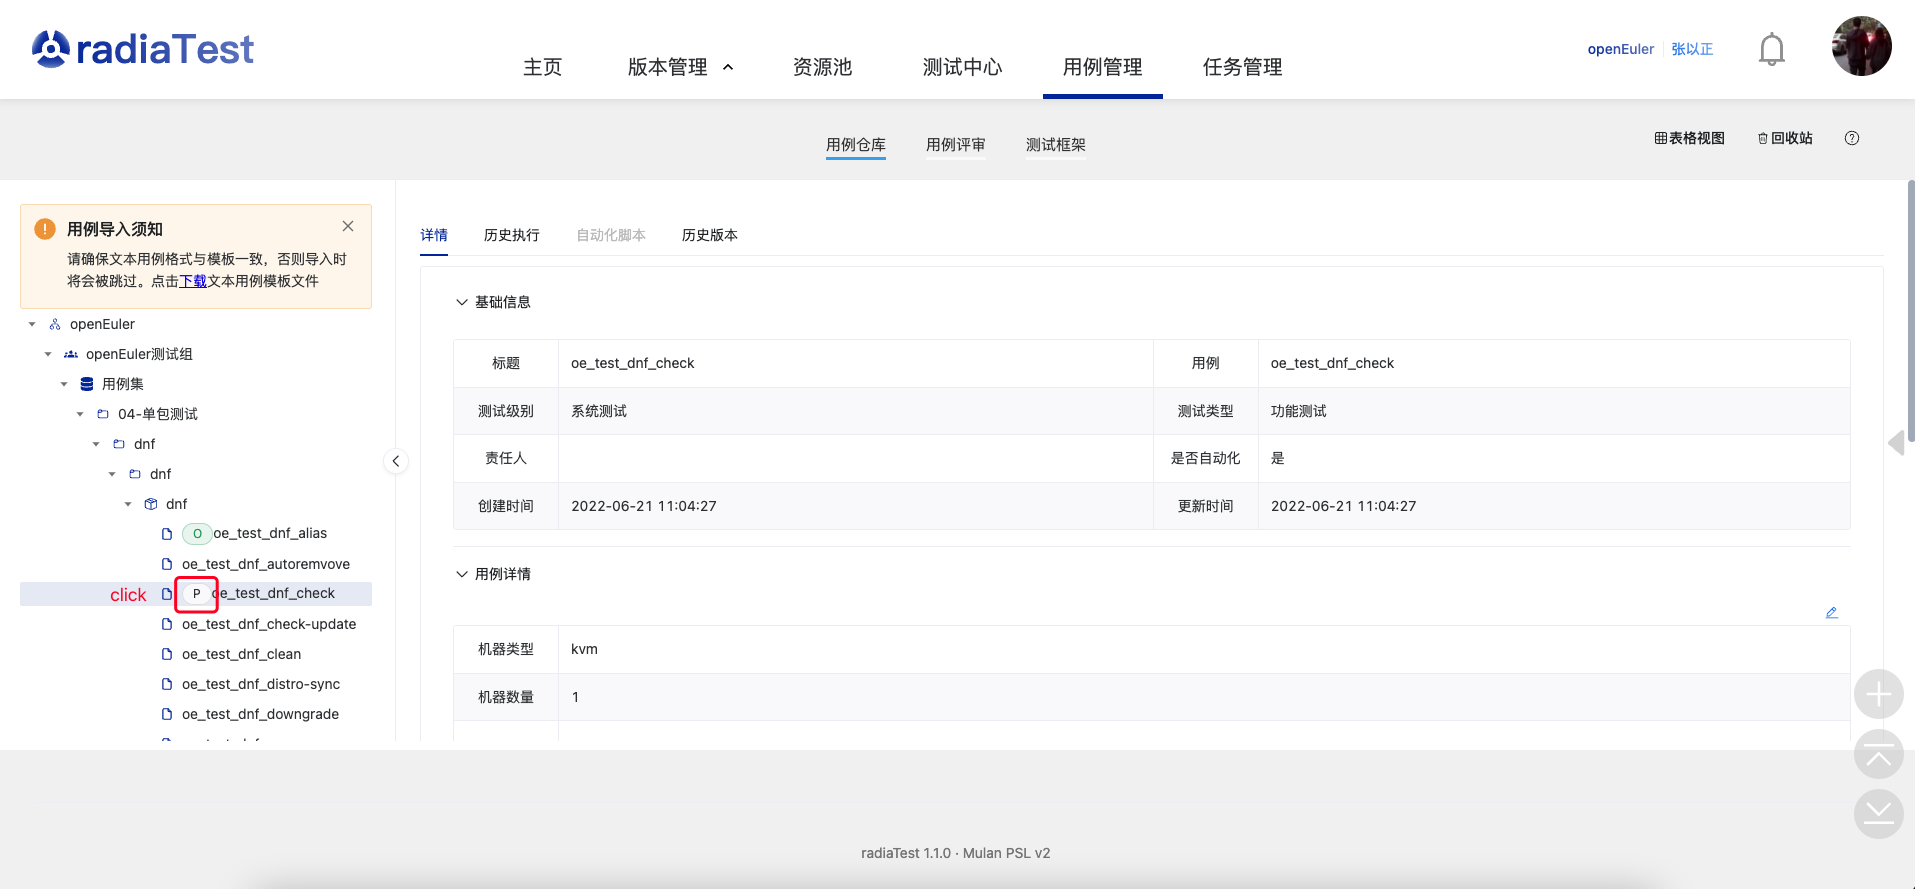 radiaTest
主页
版本管理
资源池
测试中心
用例管理
任务管理
openEuler
张以正
用例仓库
用例评审
测试框架
表格视图
回收站
用例导入须知
请确保文本用例格式与模板一致，否则导入时
将会被跳过。点击下载文本用例模板文件
openEuler
openEuler测试组
用例集
04-单包测试
dnf
dnf
dnf
O oe_test_dnf_alias
oe_test_dnf_autoremvove
click P oe_test_dnf_check
oe_test_dnf_check-update
oe_test_dnf_clean
oe_test_dnf_distro-sync
oe_test_dnf_downgrade
详情 历史执行 自动化脚本 历史版本
基础信息
标题 oe_test_dnf_check 用例 oe_test_dnf_check
测试级别 系统测试 测试类型 功能测试
责任人 是否自动化 是
创建时间 2022-06-21 11:04:27 更新时间 2022-06-21 11:04:27
用例详情
机器类型 kvm
机器数量 1
radiaTest 1.1.0 · Mulan PSL v2